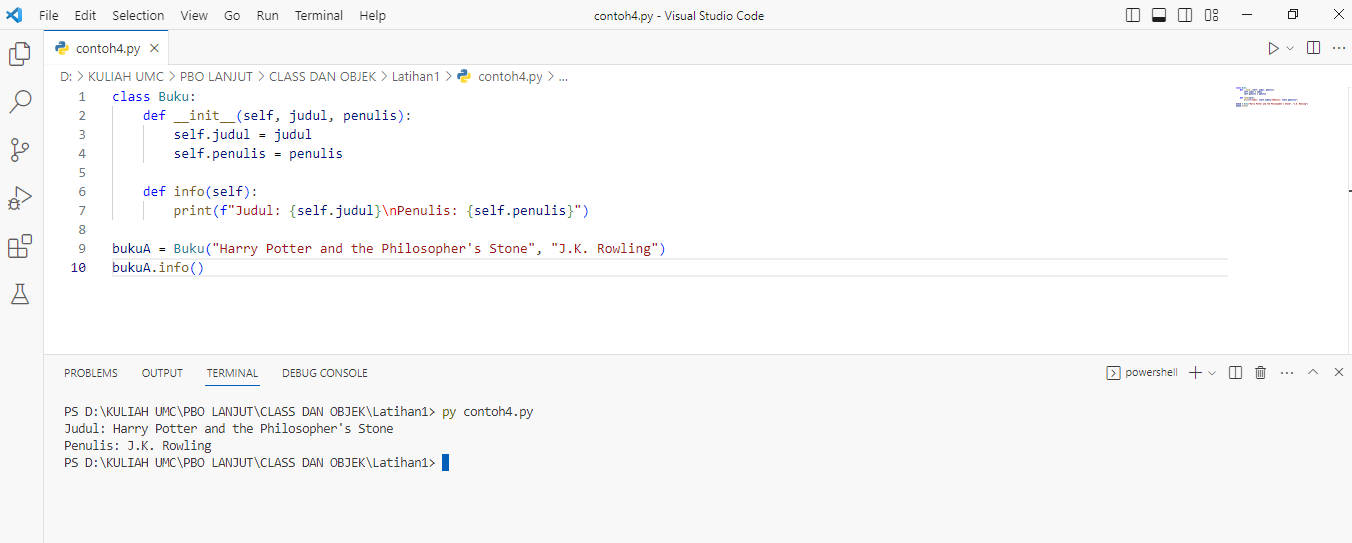 File Edit Selection View Go Run Terminal Help contoh4.py - Visual Studio Code
contoh4.py
D: > KULIAH UMC > PBO LANJUT > CLASS DAN OBJEK > Latihan1 > contoh4.py > ...
1 class Buku:
2     def __init__(self, judul, penulis):
3         self.judul = judul
4         self.penulis = penulis
5
6     def info(self):
7         print(f"Judul: {self.judul}\nPenulis: {self.penulis}")
8
9 bukuA = Buku("Harry Potter and the Philosopher's Stone", "J.K. Rowling")
10 bukuA.info()
PROBLEMS OUTPUT TERMINAL DEBUG CONSOLE powershell
PS D:\KULIAH UMC\PBO LANJUT\CLASS DAN OBJEK\Latihan1> py contoh4.py
Judul: Harry Potter and the Philosopher's Stone
Penulis: J.K. Rowling
PS D:\KULIAH UMC\PBO LANJUT\CLASS DAN OBJEK\Latihan1>